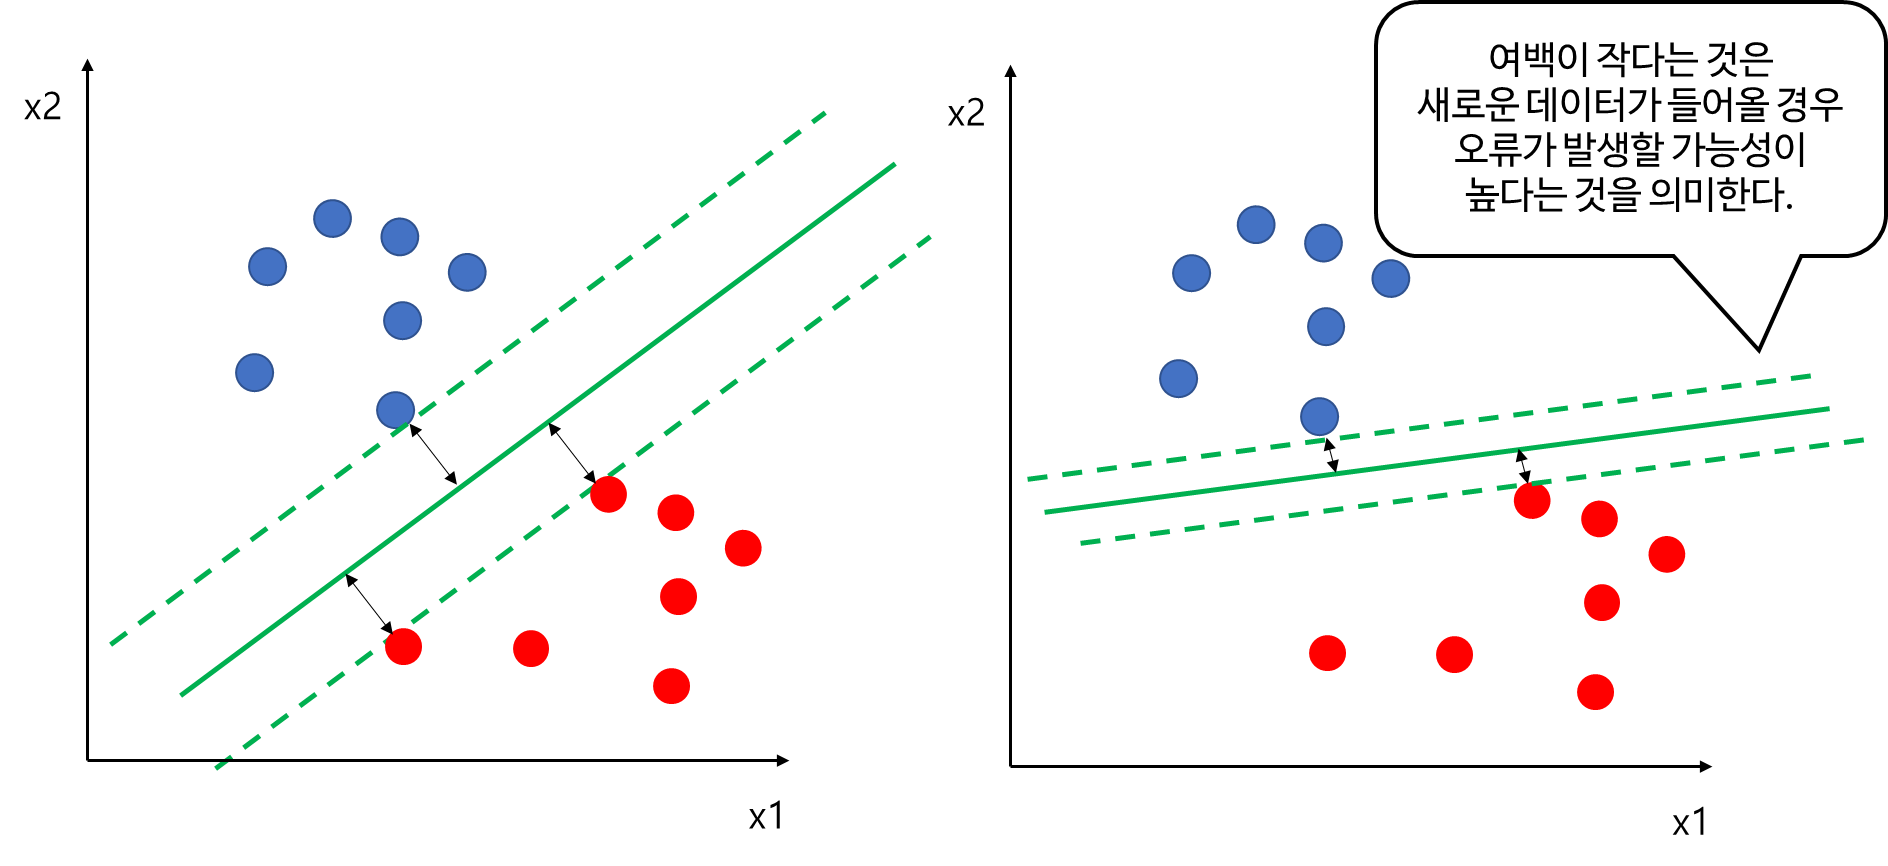 x2
x1
x2
여백이 작다는 것은
새로운 데이터가 들어올 경우
오류가 발생할 가능성이
높다는 것을 의미한다.
x1